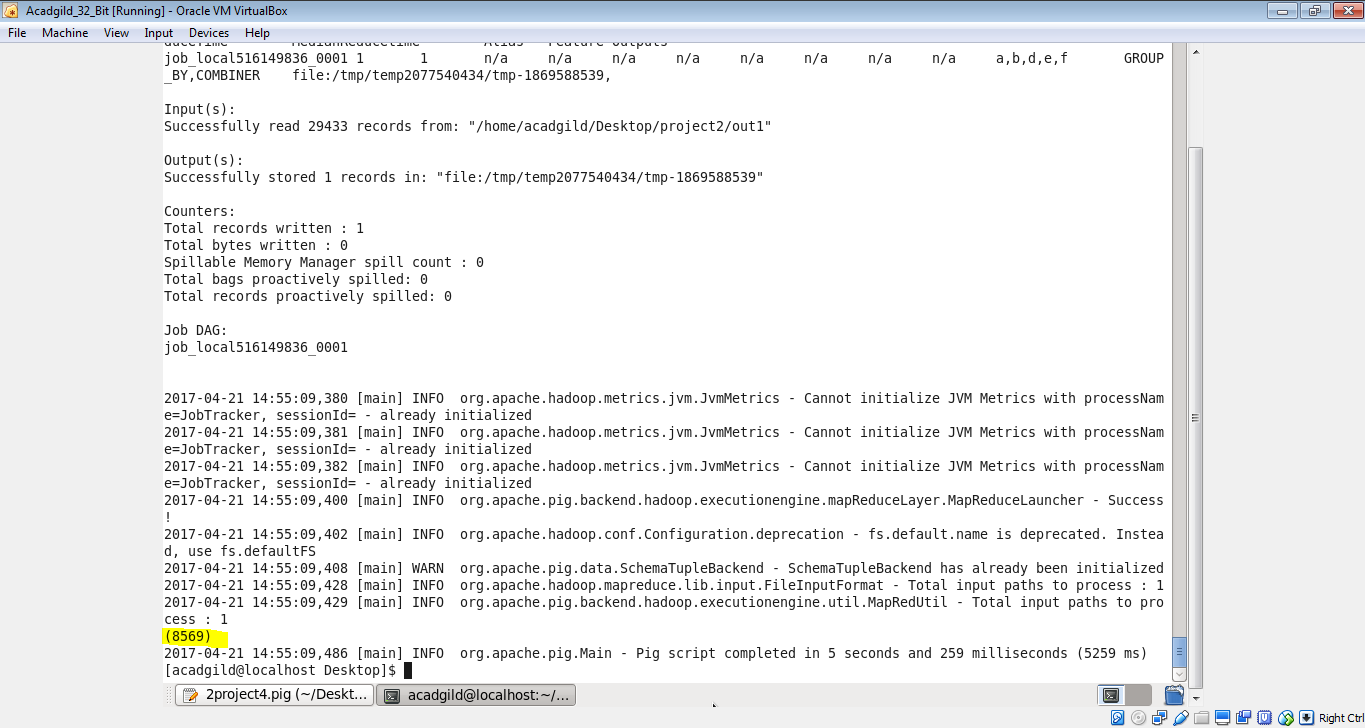 Acadgild_32_Bit [Running] - Oracle VM VirtualBox
File Machine View Input Devices Help
duceTime MedianReducetime Alias Feature Outputs
job_local516149836_0001 1 1 n/a n/a n/a n/a n/a n/a n/a n/a a,b,d,e,f GROUP
_BY,COMBINER file:/tmp/temp2077540434/tmp-1869588539,
Input(s):
Successfully read 29433 records from: "/home/acadgild/Desktop/project2/out1"
Output(s):
Successfully stored 1 records in: "file:/tmp/temp2077540434/tmp-1869588539"
Counters:
Total records written : 1
Total bytes written : 0
Spillable Memory Manager spill count : 0
Total bags proactively spilled: 0
Total records proactively spilled: 0
Job DAG:
job_local516149836_0001
2017-04-21 14:55:09,380 [main] INFO org.apache.hadoop.metrics.jvm.JvmMetrics - Cannot initialize JVM Metrics with processNam
e=JobTracker, sessionId= - already initialized
2017-04-21 14:55:09,381 [main] INFO org.apache.hadoop.metrics.jvm.JvmMetrics - Cannot initialize JVM Metrics with processNam
e=JobTracker, sessionId= - already initialized
2017-04-21 14:55:09,382 [main] INFO org.apache.hadoop.metrics.jvm.JvmMetrics - Cannot initialize JVM Metrics with processNam
e=JobTracker, sessionId= - already initialized
2017-04-21 14:55:09,400 [main] INFO org.apache.pig.backend.hadoop.executionengine.mapReduceLayer.MapReduceLauncher - Success
!
2017-04-21 14:55:09,402 [main] INFO org.apache.hadoop.conf.Configuration.deprecation - fs.default.name is deprecated. Instea
d, use fs.defaultFS
2017-04-21 14:55:09,408 [main] WARN org.apache.pig.data.SchemaTupleBackend - SchemaTupleBackend has already been initialized
2017-04-21 14:55:09,428 [main] INFO org.apache.hadoop.mapreduce.lib.input.FileInputFormat - Total input paths to process : 1
2017-04-21 14:55:09,429 [main] INFO org.apache.pig.backend.hadoop.executionengine.util.MapRedUtil - Total input paths to pro
cess : 1
(8569)
2017-04-21 14:55:09,486 [main] INFO org.apache.pig.Main - Pig script completed in 5 seconds and 259 milliseconds (5259 ms)
[acadgild@localhost Desktop]$
2project4.pig (~/Deskt... acadgild@localhost:~/...
Right Ctrl